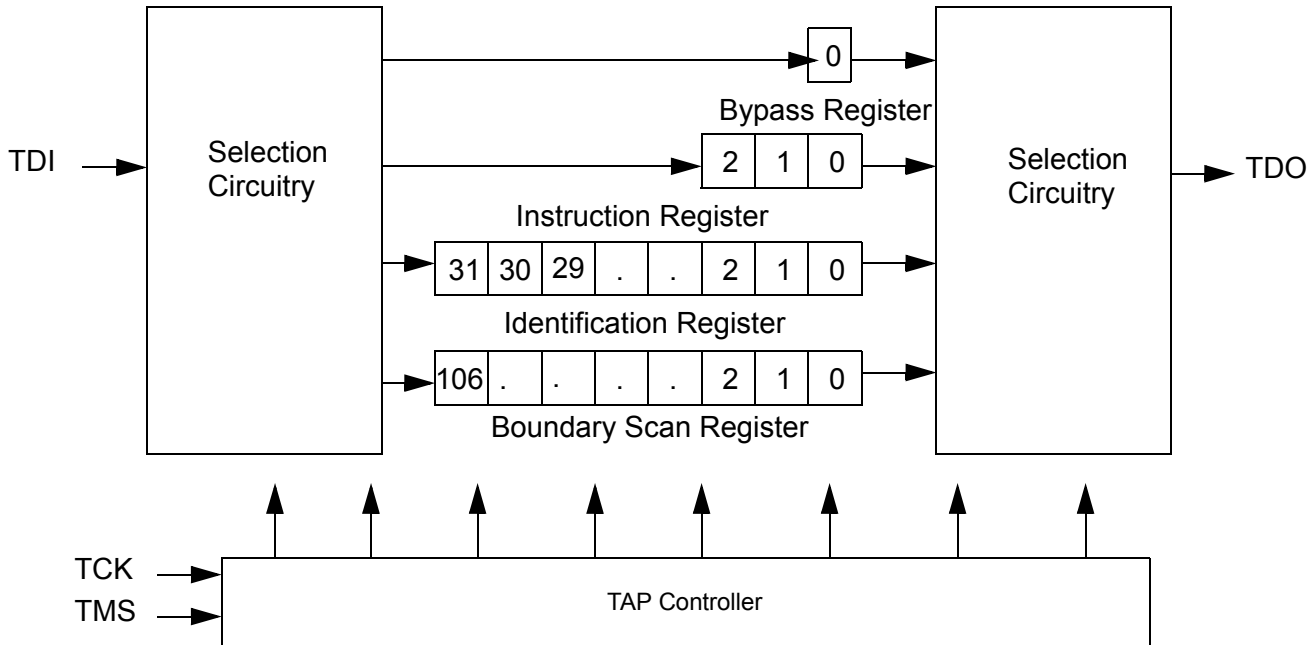 0
Bypass Register
TDI
Selection
Circuitry
2 1 0
Selection
Circuitry
TDO
Instruction Register
31 30 29 . . 2 1 0
Identification Register
106 . . . . 2 1 0
Boundary Scan Register
TCK
TMS
TAP Controller